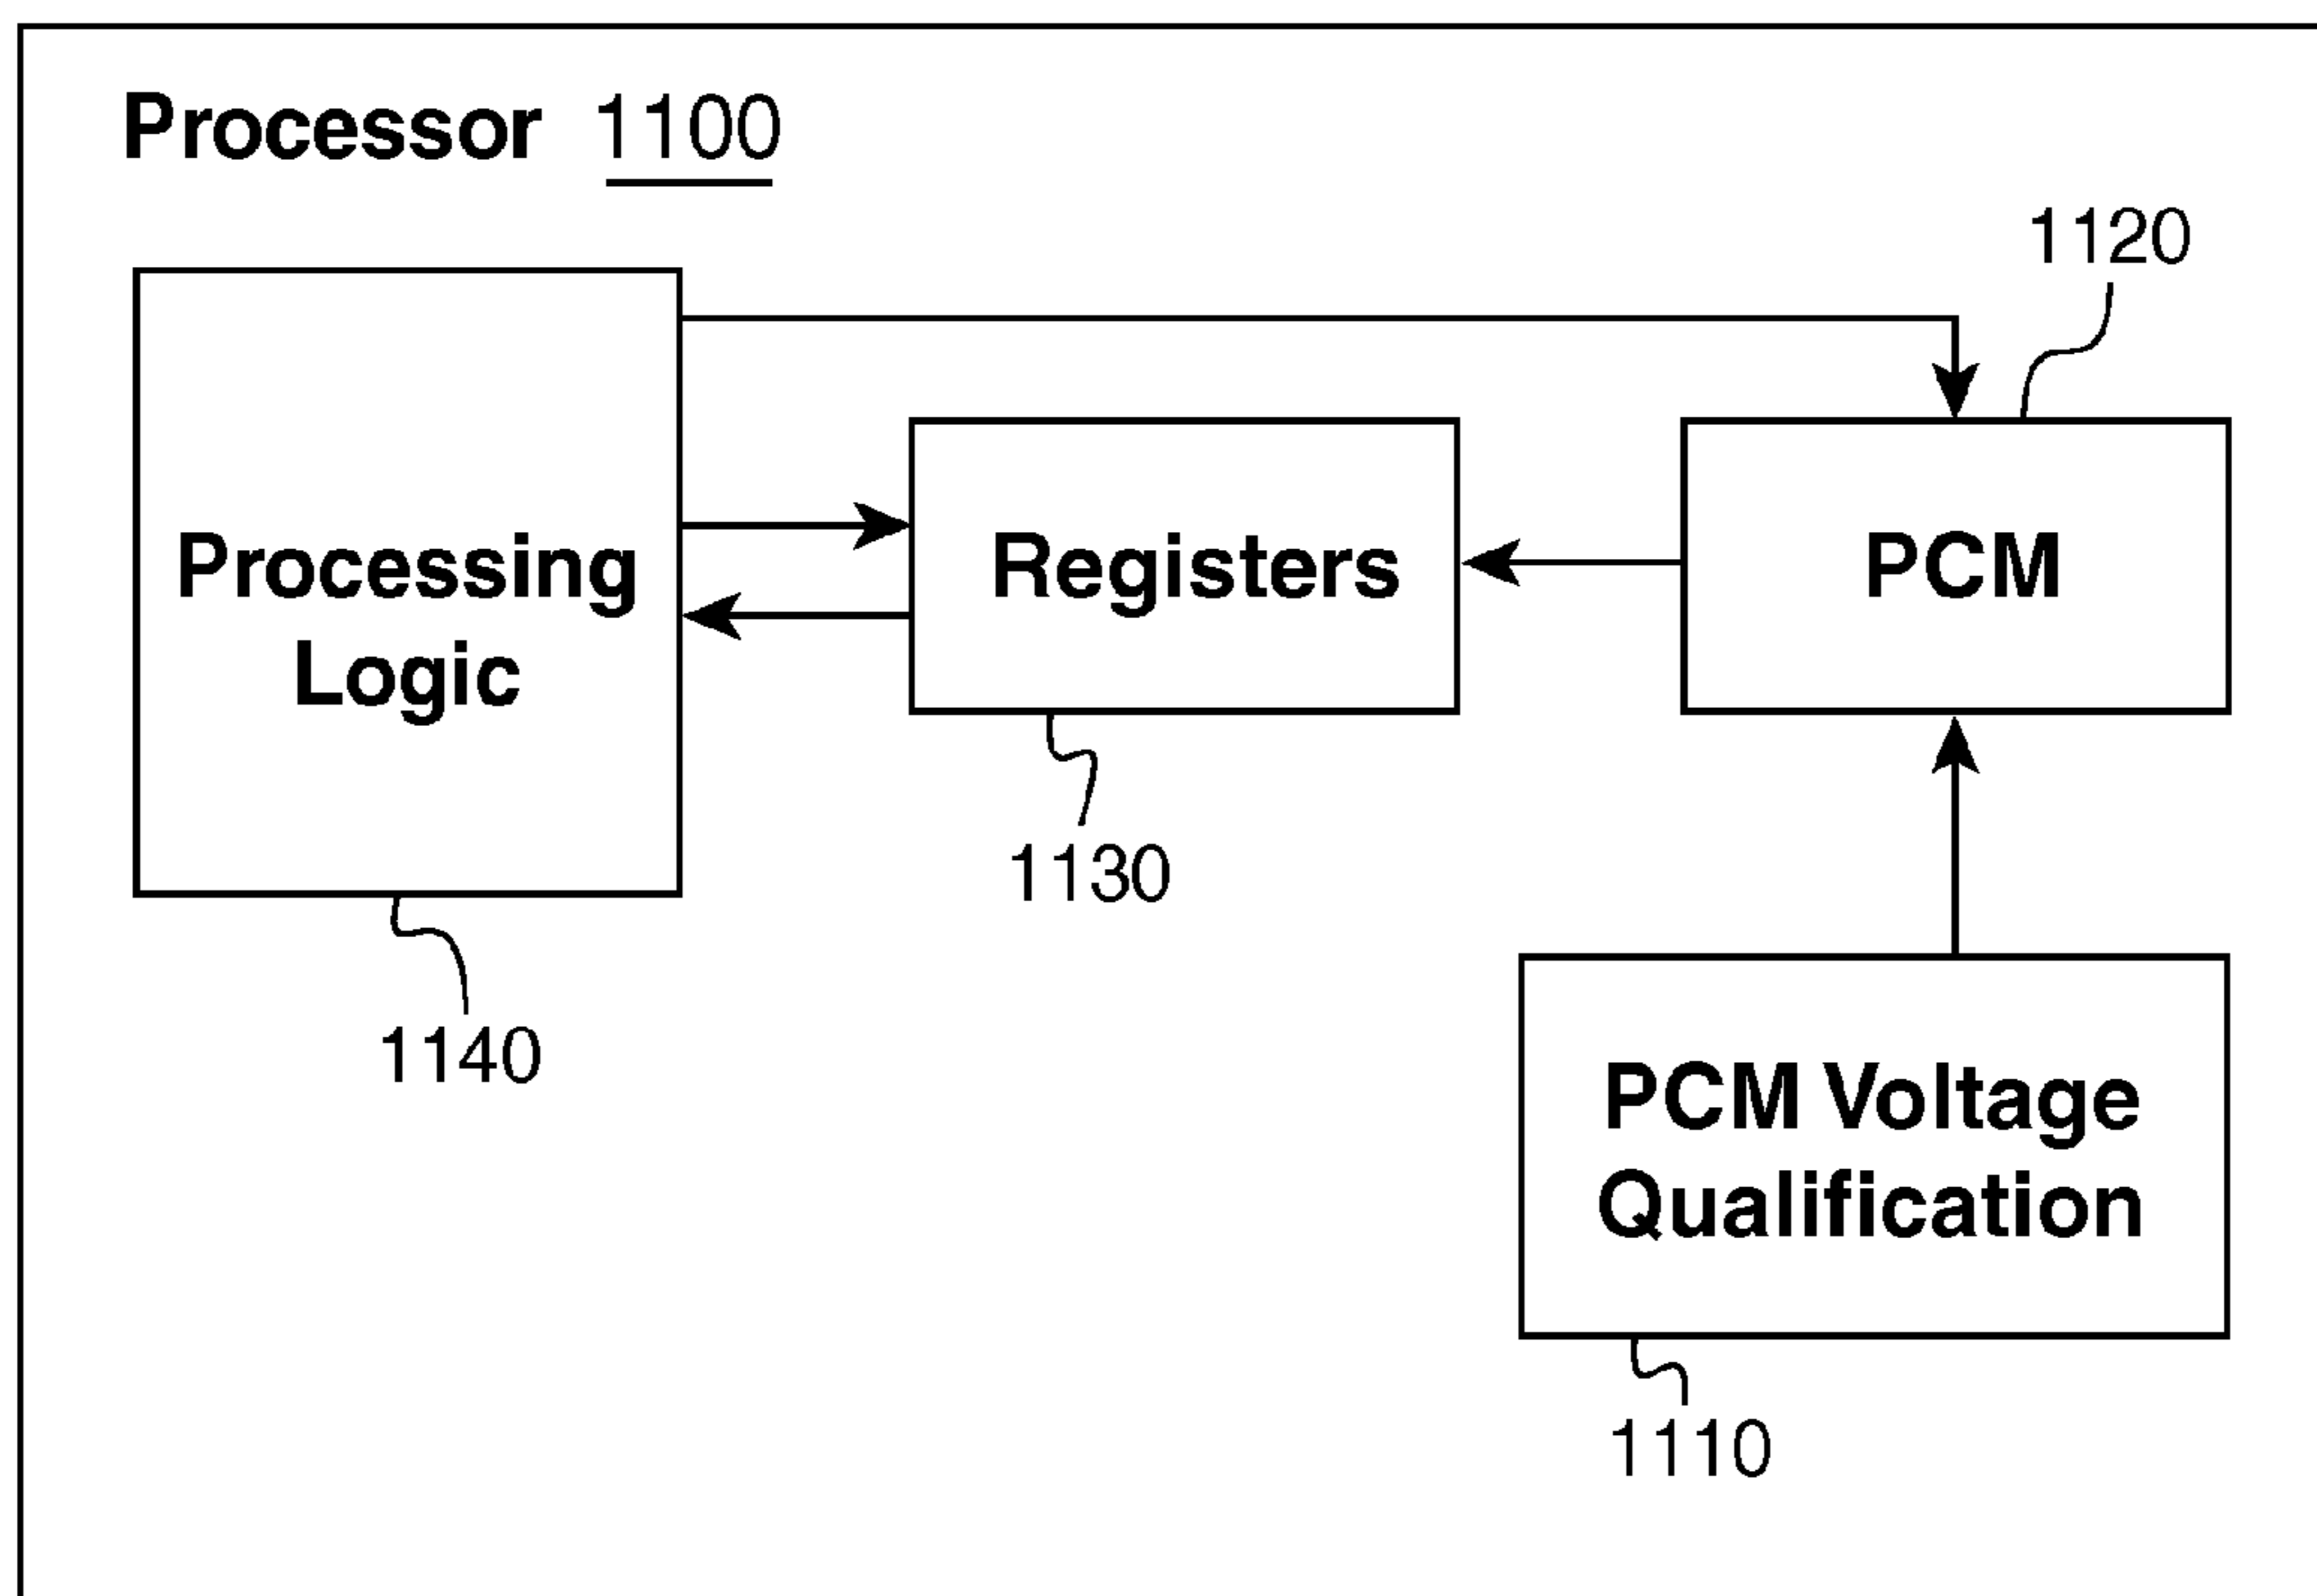 Processor 1100
1120
Processing
Logic
Registers
PCM
1130
1140
PCM Voltage
Qualification
1110